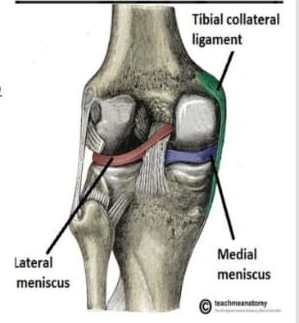 Tibial collateral
ligament
Lateral
meniscus
Medial
meniscus
© teachmeanatomy